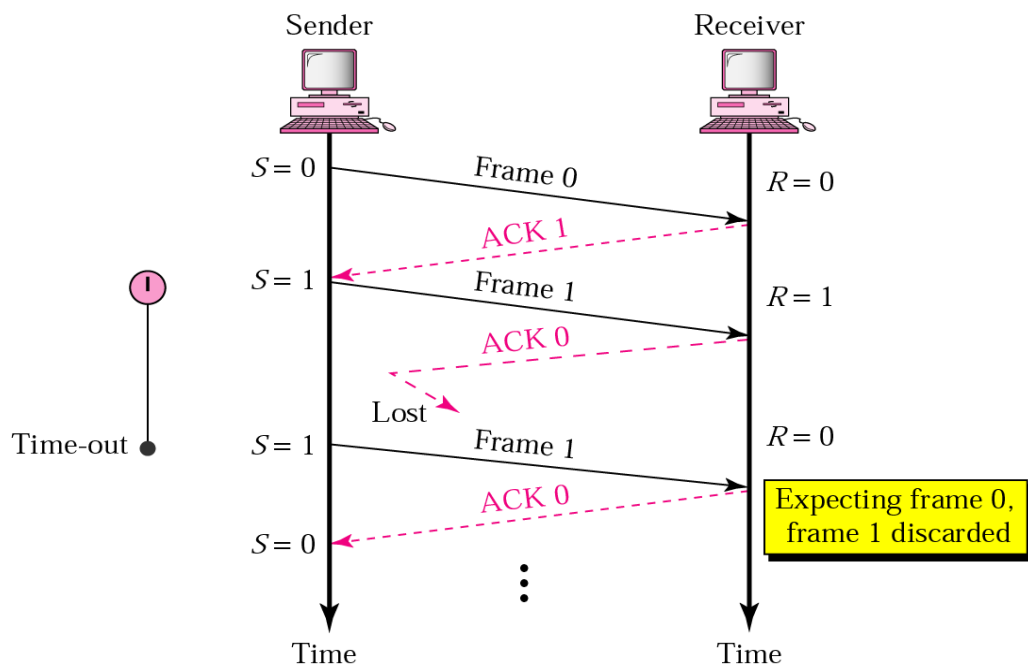 Sender
Receiver
S = 0
Frame 0
R = 0
ACK 1
S = 1
Frame 1
R = 1
ACK 0
Lost
Time-out
S = 1
Frame 1
R = 0
ACK 0
Expecting frame 0,
frame 1 discarded
S = 0
Time
Time